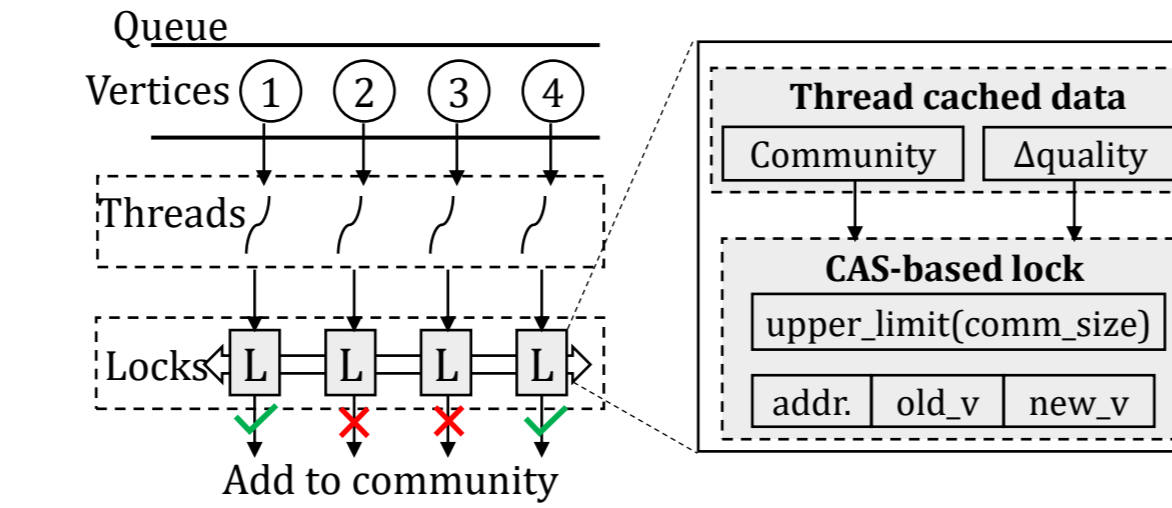 Queue
Vertices 1 2 3 4
Threads
Locks L L L L
Add to community
Thread cached data
Community Δquality
CAS-based lock
upper_limit(comm_size)
addr. old_v new_v